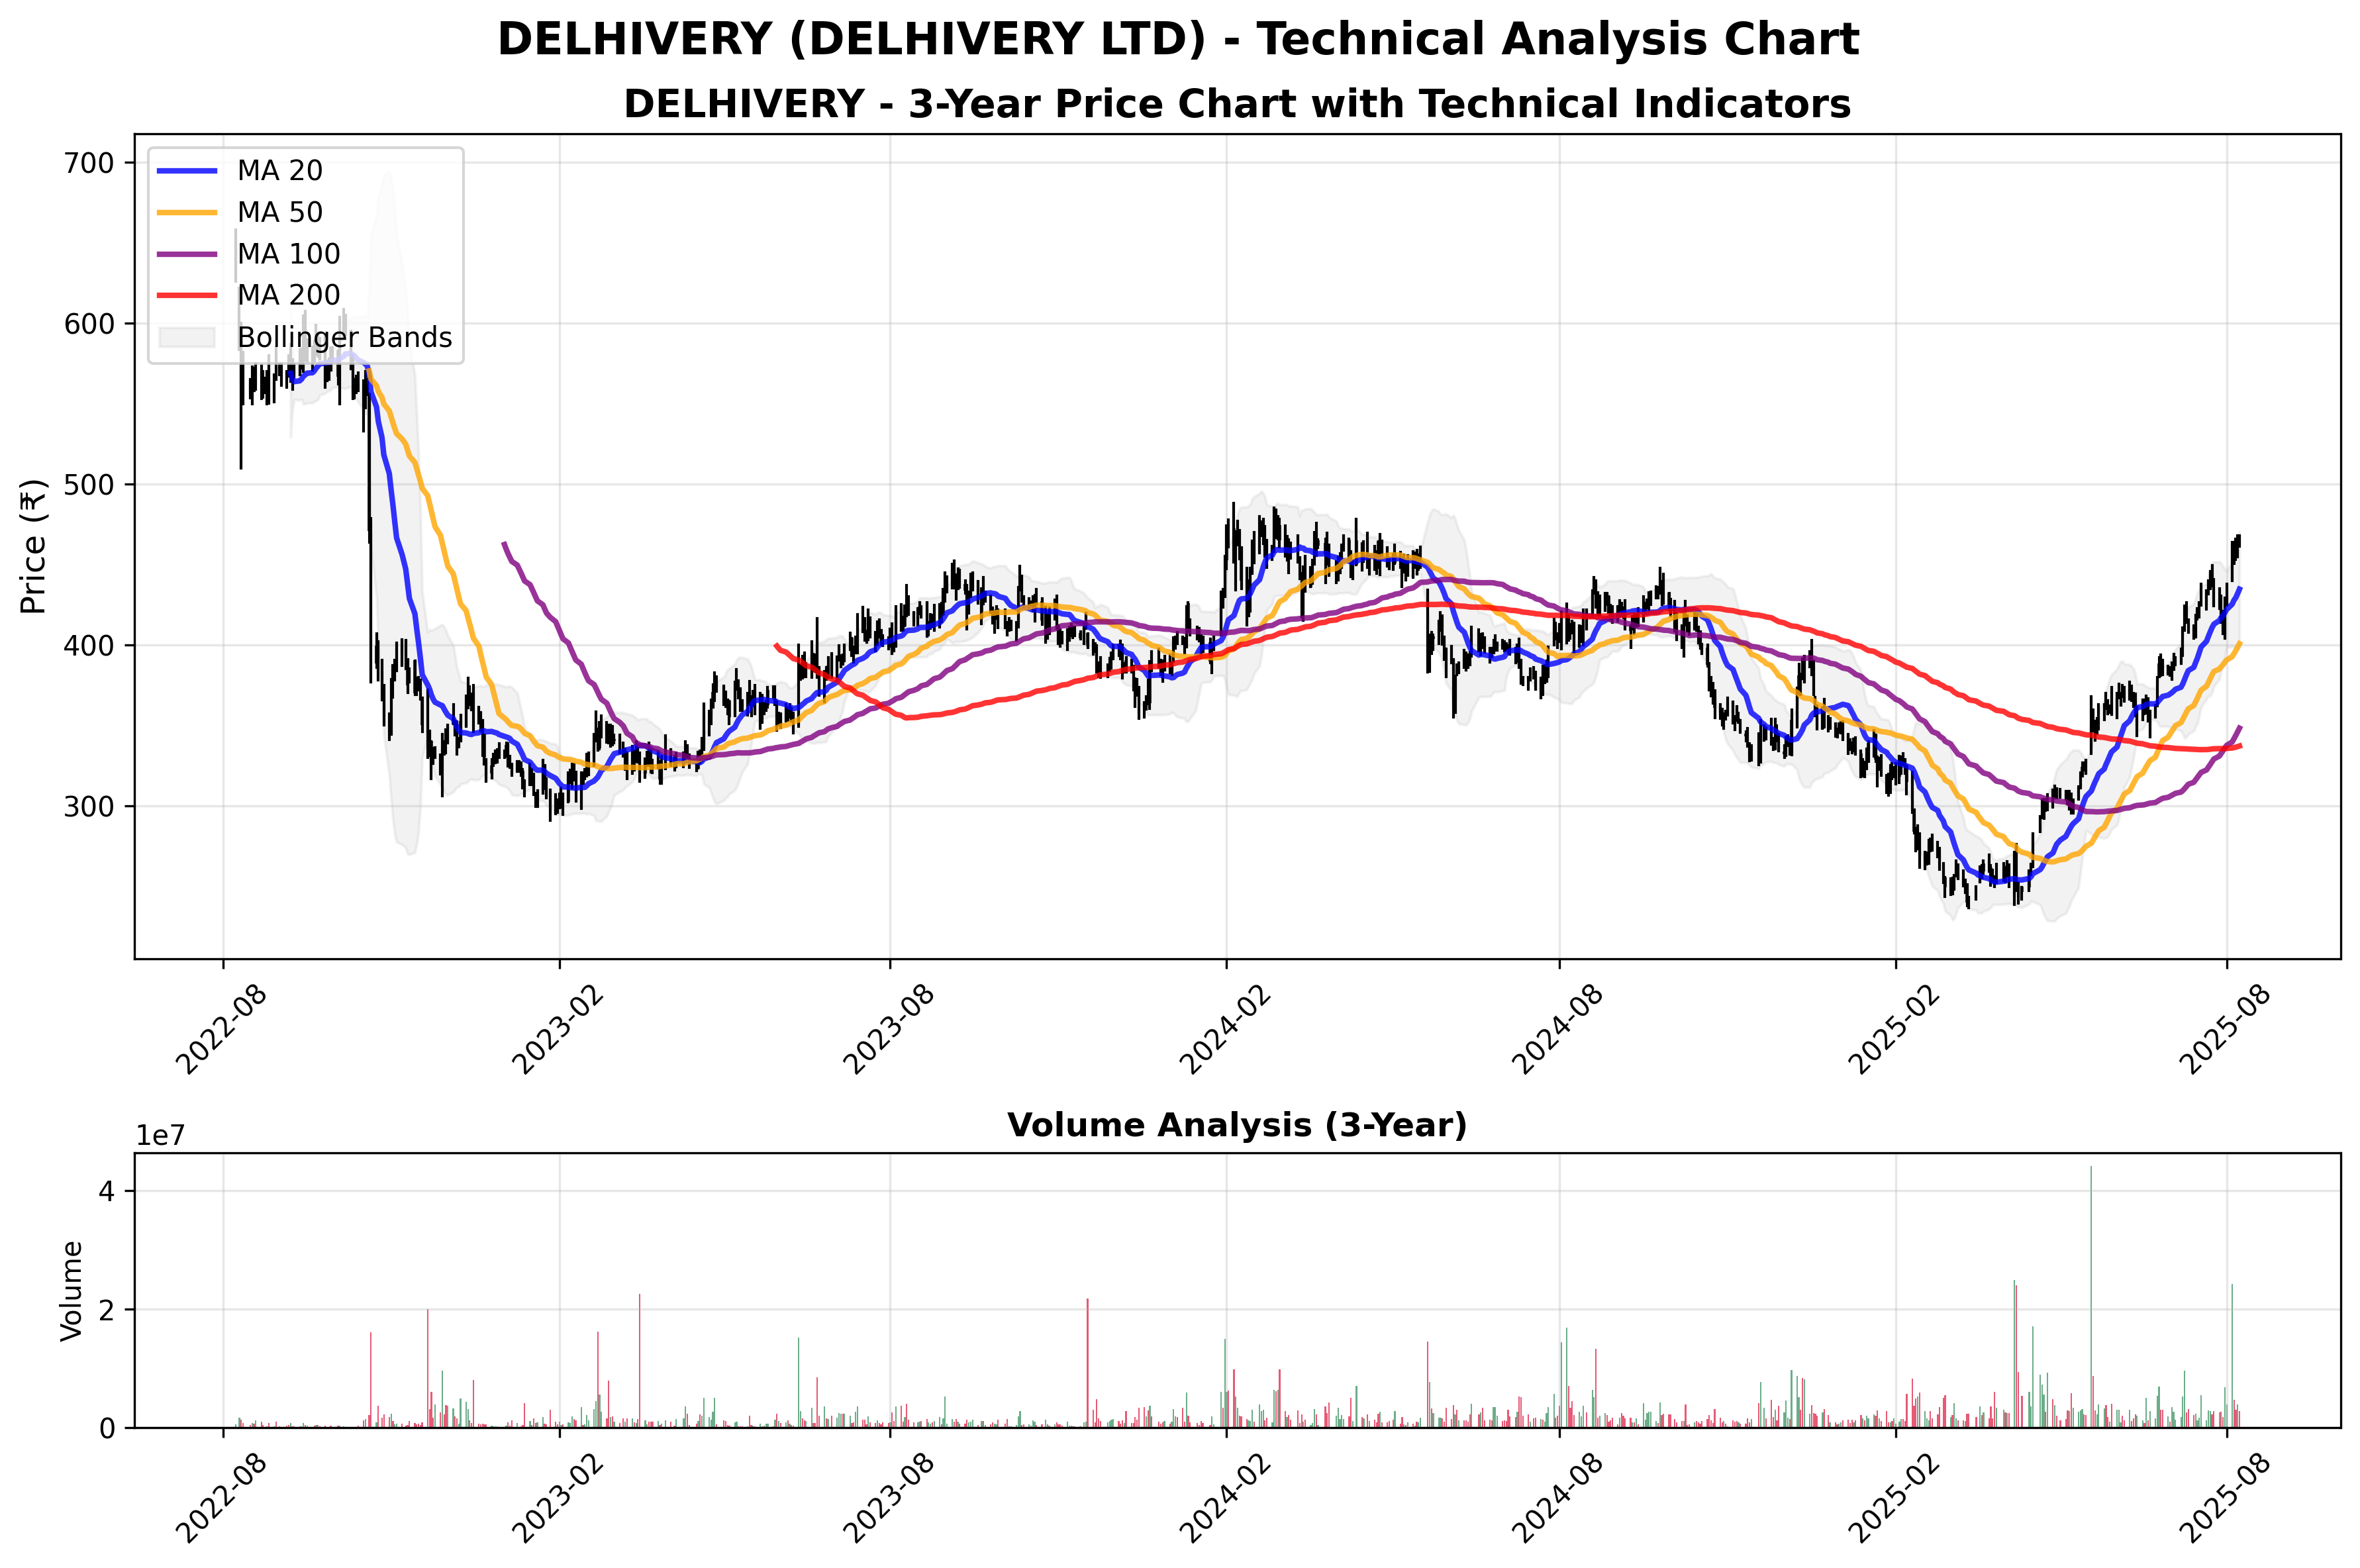 DELHIVERY (DELHIVERY LTD) - Technical Analysis Chart
DELHIVERY - 3-Year Price Chart with Technical Indicators
MA 20
MA 50
MA 100
MA 200
Bollinger Bands
Price (₹)
700
600
500
400
300
2022-08
2023-02
2023-08
2024-02
2024-08
2025-02
2025-08
Volume Analysis (3-Year)
1e7
Volume
4
2
0
2022-08
2023-02
2023-08
2024-02
2024-08
2025-02
2025-08